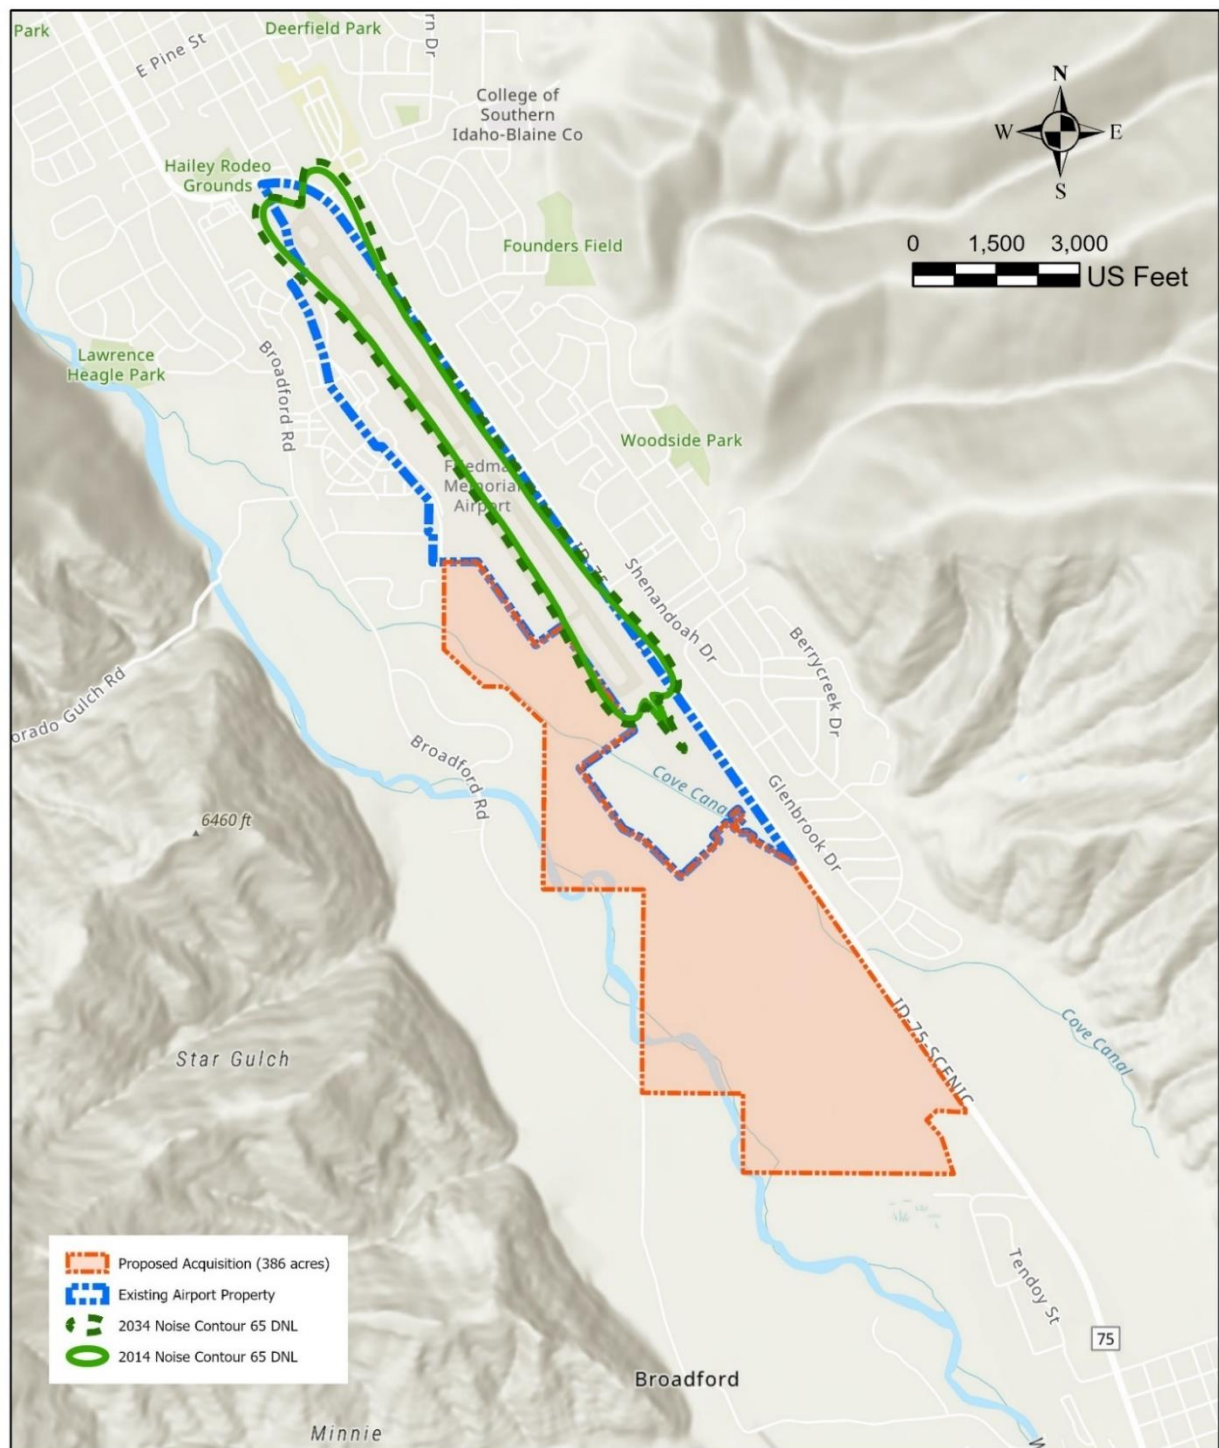 Park
Deerfield Park
rn Dr
E Pine St
College of
Southern
Idaho-Blaine Co
N
W
E
S
Hailey Rodeo
Grounds
Founders Field
0 1,500 3,000
US Feet
Lawrence
Heagle Park
Broadford Rd
Woodside Park
Friedma
Memorial
Airport
ID-75
Shenandoah Dr
Berrycreek Dr
orado Gulch Rd
Broadford Rd
Cove Canal
Glenbrook Dr
6460 ft
ID-75-SCENIC
Cove Canal
Star Gulch
Proposed Acquisition (386 acres)
Existing Airport Property
2034 Noise Contour 65 DNL
2014 Noise Contour 65 DNL
Tendoy St
75
Broadford
Minnie
W